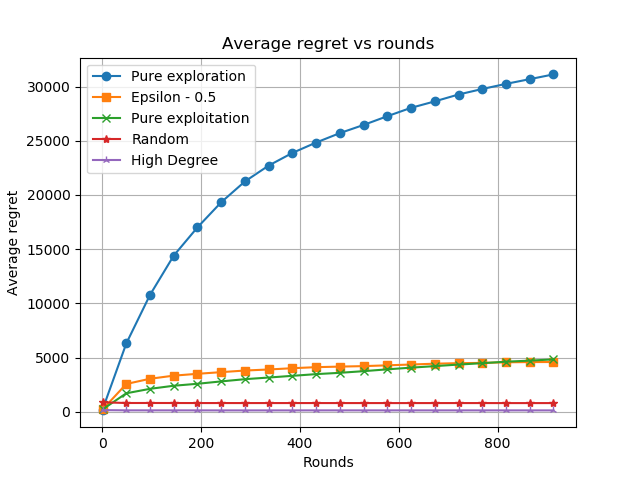 Average regret vs rounds
Pure exploration
Epsilon - 0.5
Pure exploitation
Random
High Degree
Average regret
30000
25000
20000
15000
10000
5000
0
0 200 400 600 800
Rounds